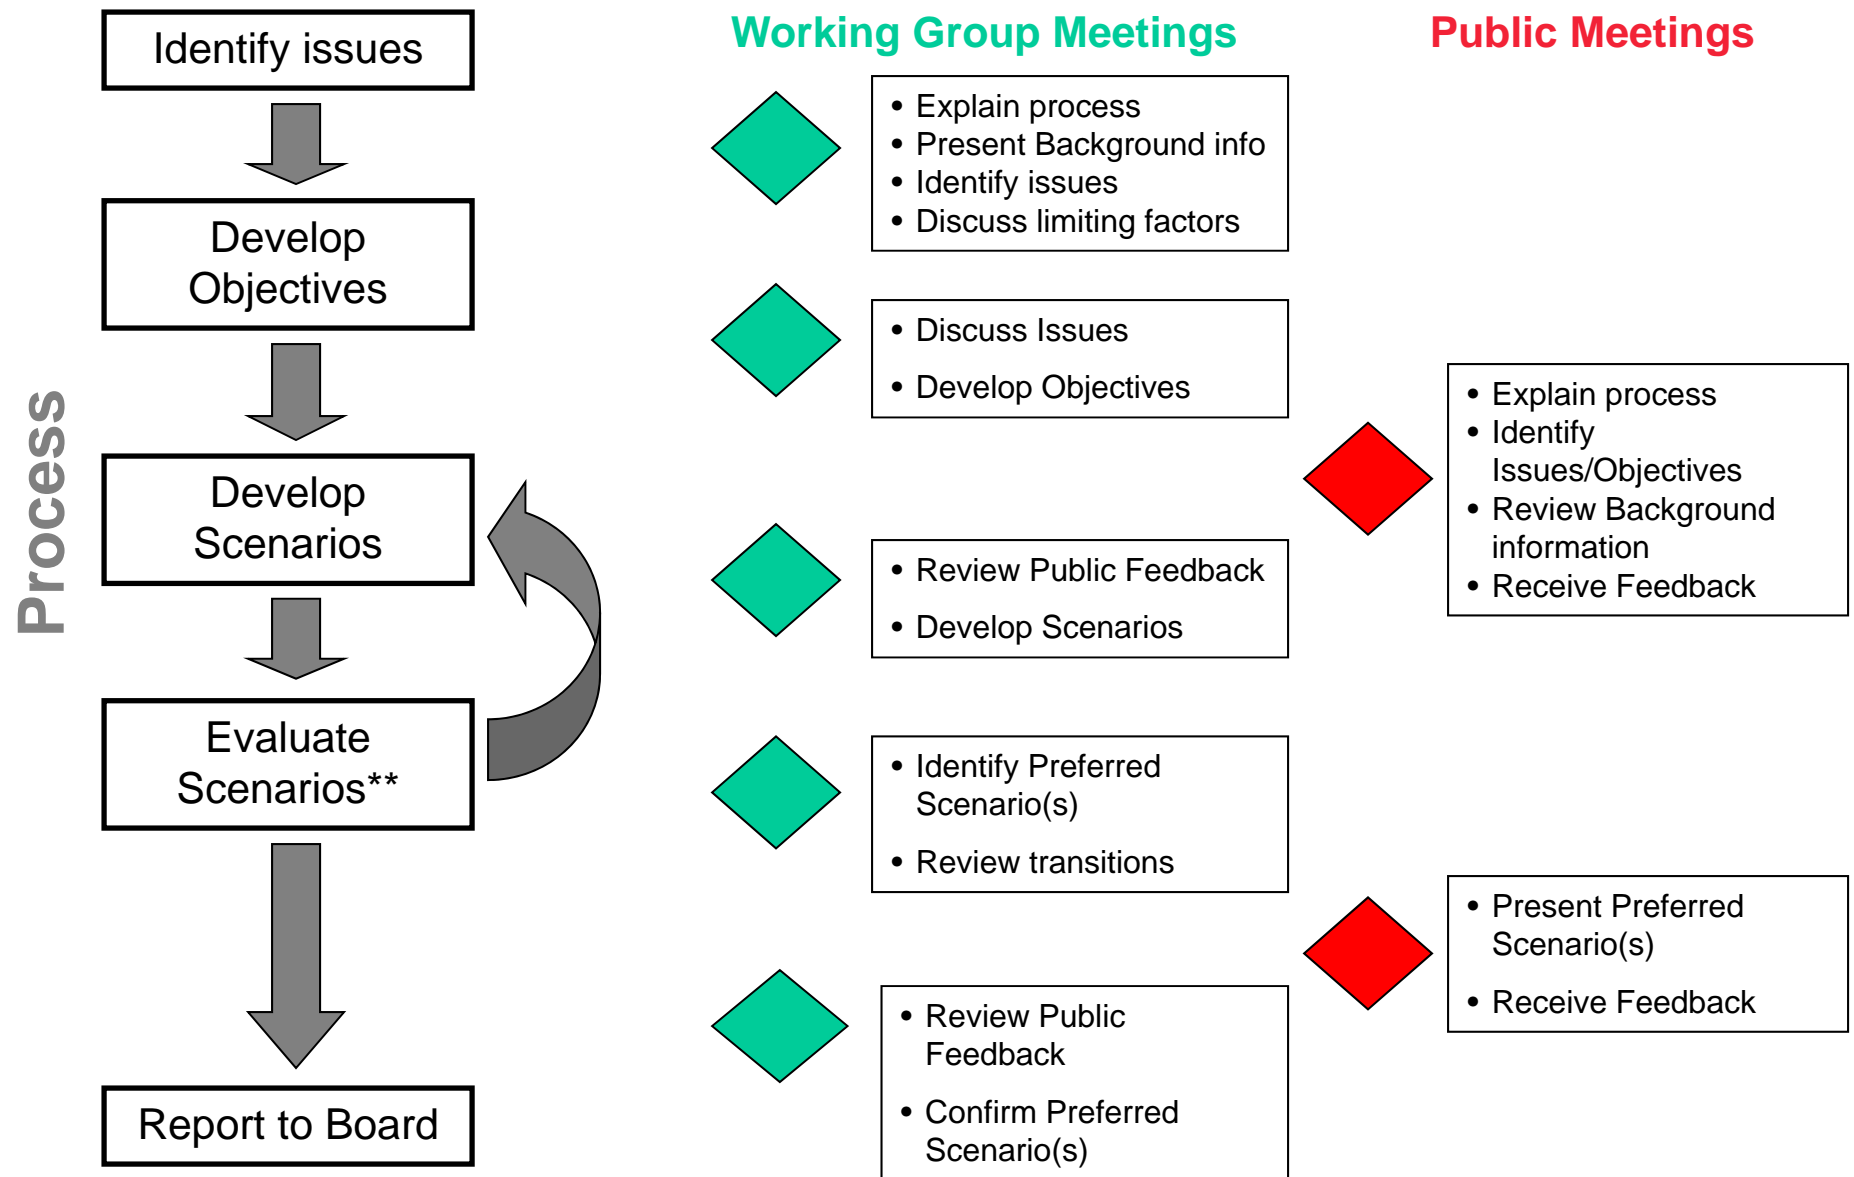 Process
Identify issues
Develop
Objectives
Develop
Scenarios
Evaluate
Scenarios**
Report to Board
Working Group Meetings
• Explain process
• Present Background info
• Identify issues
• Discuss limiting factors
• Discuss Issues
• Develop Objectives
• Review Public Feedback
• Develop Scenarios
• Identify Preferred
Scenario(s)
• Review transitions
• Review Public
Feedback
• Confirm Preferred
Scenario(s)
Public Meetings
• Explain process
• Identify
Issues/Objectives
• Review Background
information
• Receive Feedback
• Present Preferred
Scenario(s)
• Receive Feedback